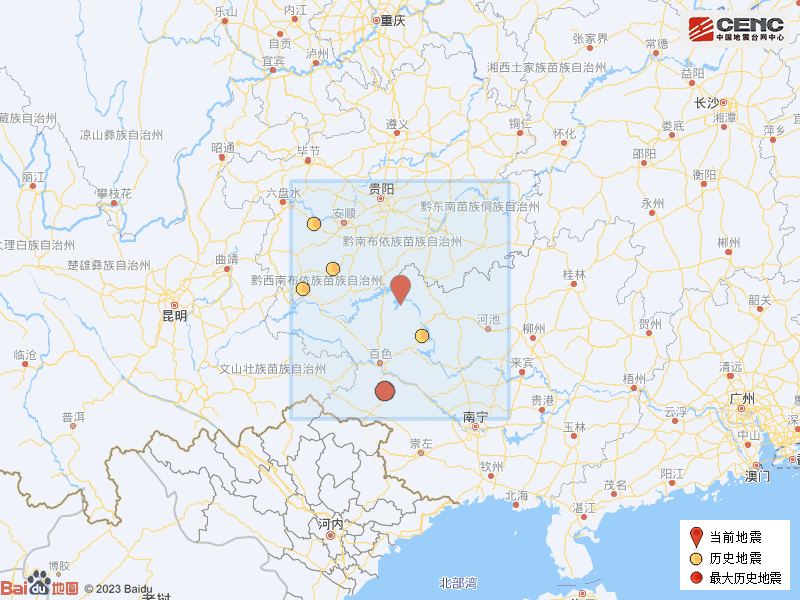 乐山
内江
重庆
自贡
泸州
宜宾
张家界
常德
CENC
中国地震台网中心
湘西土家族苗族自治州
益阳
长沙
湘潭
藏族自治州
凉山彝族自治州
昭通
遵义
毕节
铜仁
怀化
娄底
萍乡
邵阳
丽江
攀枝花
六盘水
贵阳
衡阳
安顺
黔东南苗族侗族自治州
永州
大理白族自治州
楚雄彝族自治州
曲靖
黔南布依族苗族自治州
郴州
黔西南布依族苗族自治州
桂林
韶关
昆明
河池
柳州
贺州
临沧
文山壮族苗族自治州
百色
来宾
梧州
清远
普洱
南宁
贵港
广州
云浮
崇左
玉林
中山
钦州
阳江
澳门
茂名
北海
湛江
河内
北部湾
博胶
老挝
当前地震
历史地震
最大历史地震
Baidu地图 © 2023 Baidu